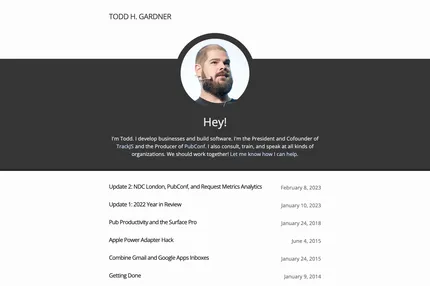 TODD H. GARDNER
Hey!
I'm Todd. I develop businesses and build software. I'm the President and Cofounder of
TrackJS and the Producer of PubConf. I also consult, train, and speak at all kinds of
organizations. We should work together! Let me know how I can help.
Update 2: NDC London, PubConf, and Request Metrics Analytics February 8, 2023
Update 1: 2022 Year in Review January 10, 2023
Pub Productivity and the Surface Pro January 24, 2018
Apple Power Adapter Hack June 4, 2015
Combine Gmail and Google Apps Inboxes January 24, 2015
Getting Done January 9, 2014